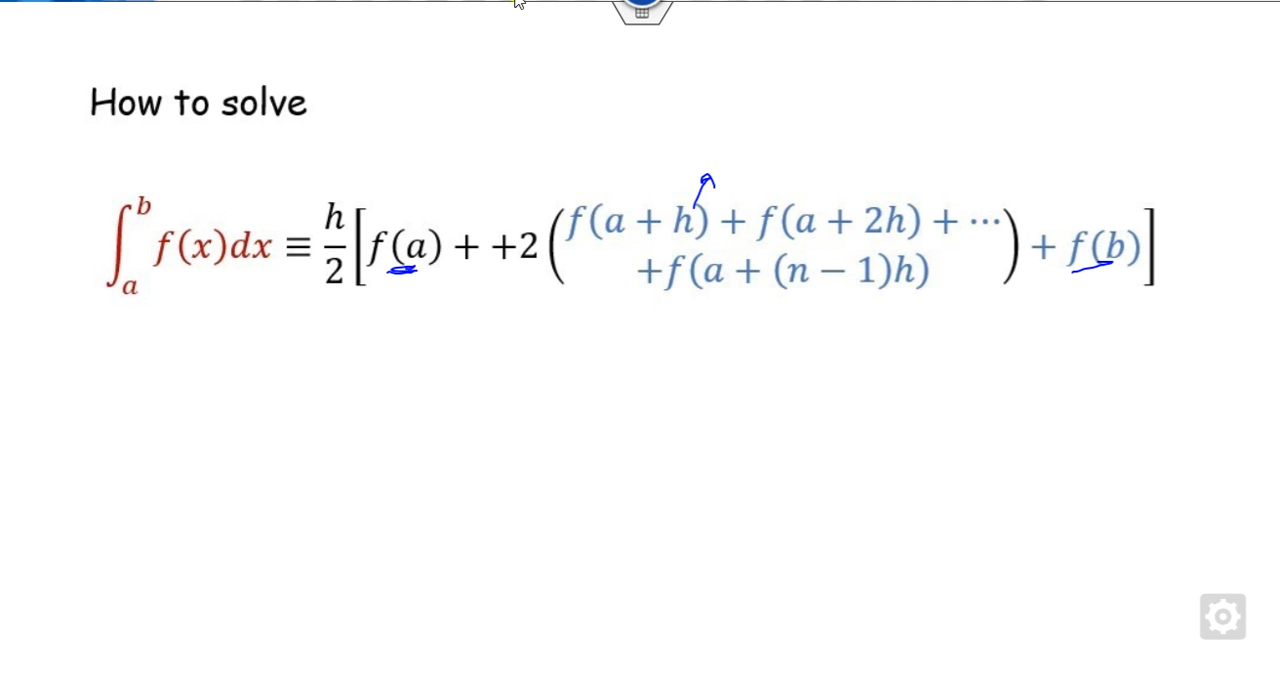 How to solve
∫_a^b f(x)dx ≡ h/2 [f(a) + +2 (f(a + h) + f(a + 2h) + ⋯ +f(a + (n − 1)h)) + f(b)]